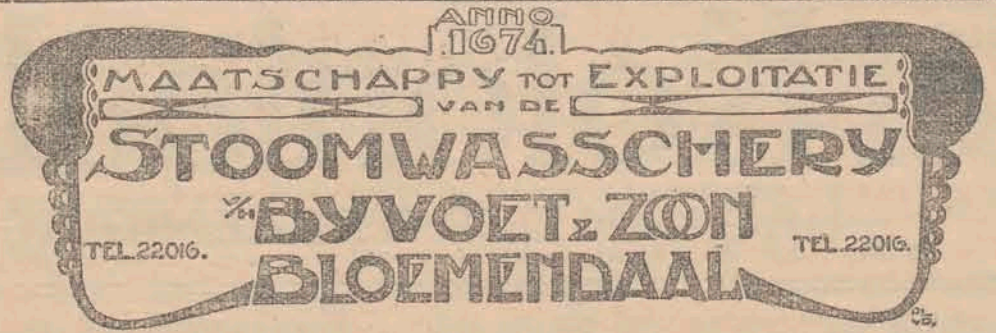 ANNO
1674.
MAATSCHAPPY TOT EXPLOITATIE
VAN DE
STOOMWASSCHERY
V/H BYVOET & ZOON
TEL. 22016.
TEL. 22016.
BLOEMENDAAL